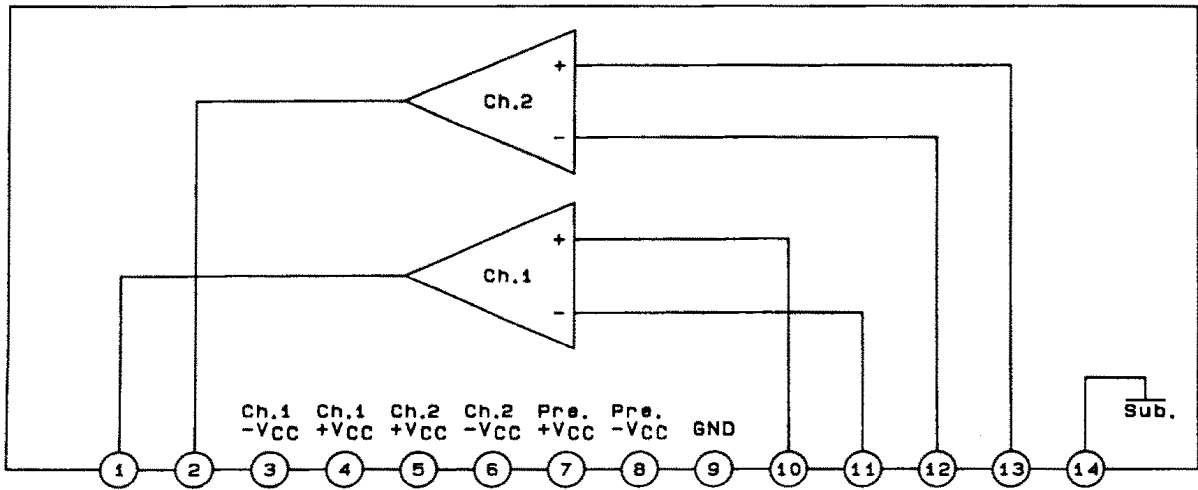 +
Ch.2
-
+
Ch.1
-
Ch.1 Ch.1 Ch.2 Ch.2 Pre. Pre.
-VCC +VCC +VCC -VCC +VCC -VCC GND
Sub.
1 2 3 4 5 6 7 8 9 10 11 12 13 14